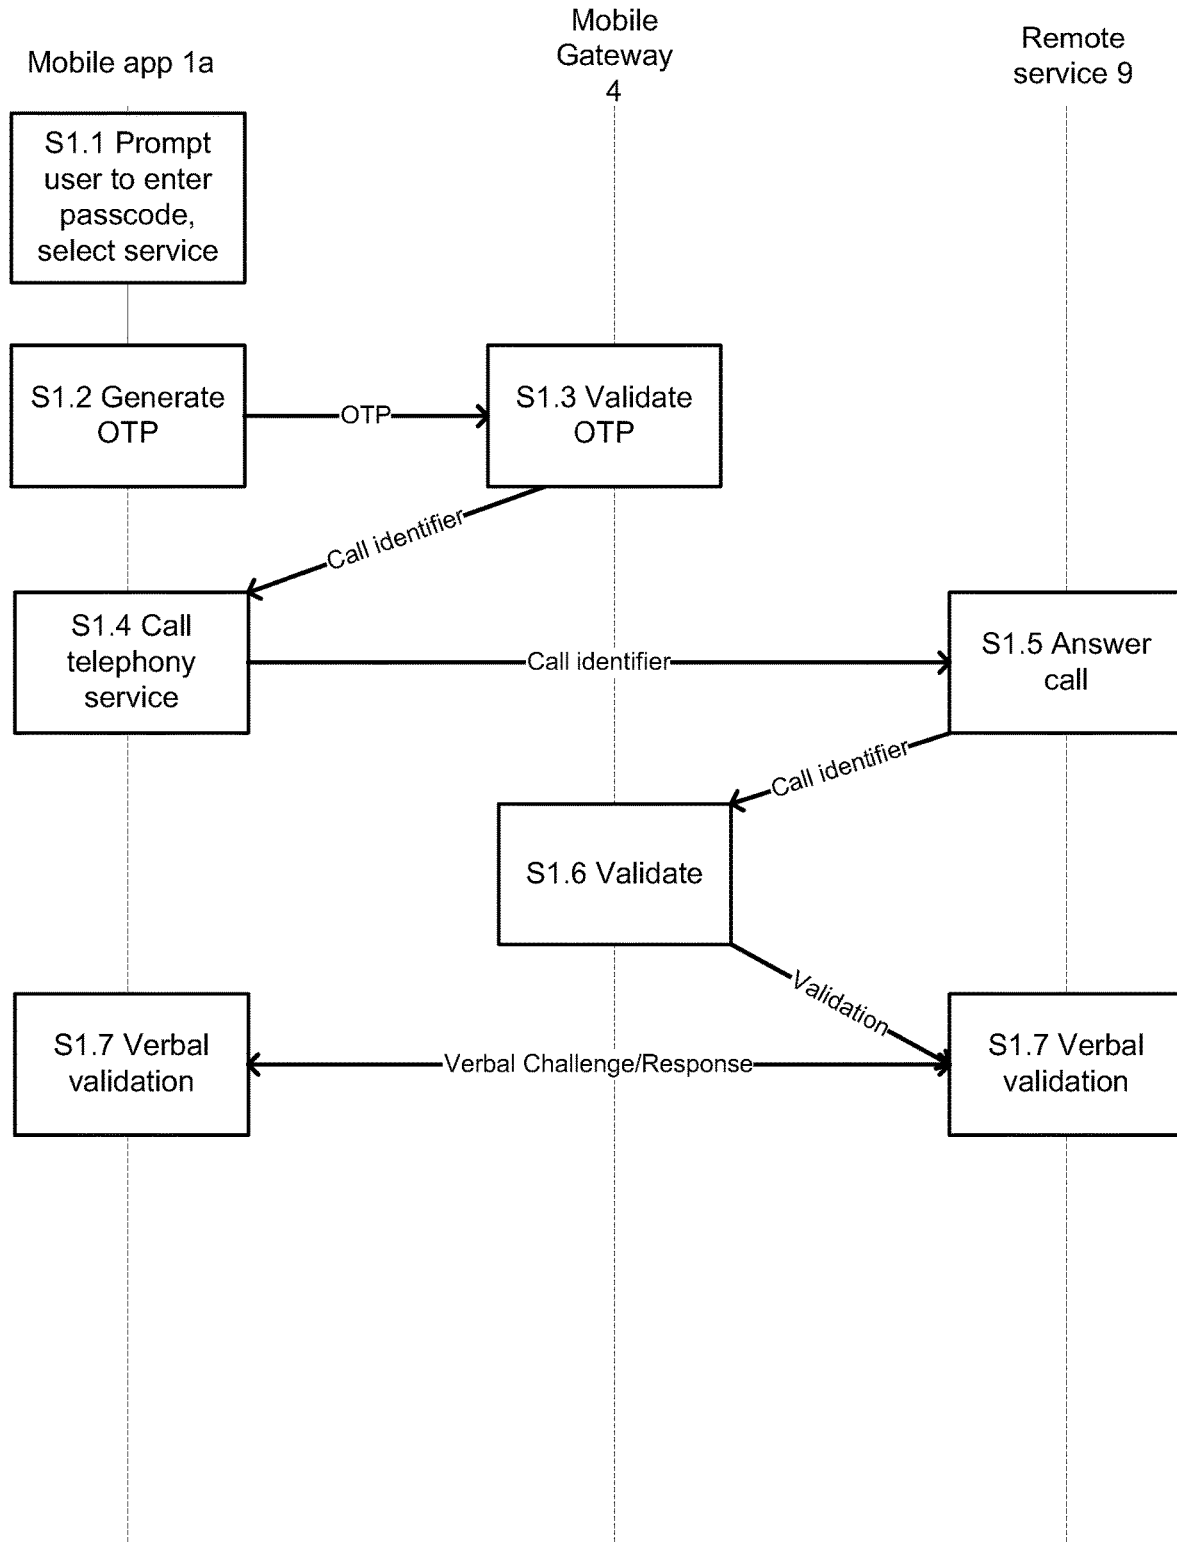 Mobile app 1a
Mobile
Gateway
4
Remote
service 9
S1.1 Prompt
user to enter
passcode,
select service
S1.2 Generate
OTP
OTP
S1.3 Validate
OTP
Call identifier
S1.4 Call
telephony
service
Call identifier
S1.5 Answer
call
Call identifier
S1.6 Validate
Validation
S1.7 Verbal
validation
Verbal Challenge/Response
S1.7 Verbal
validation